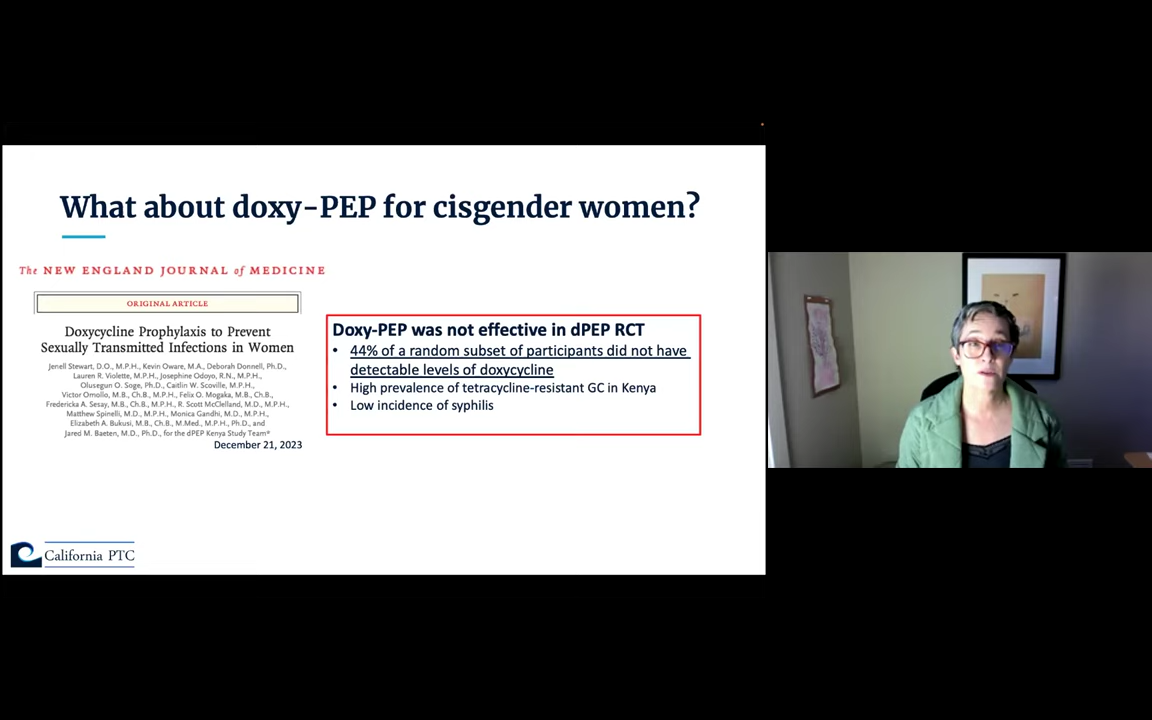 What about doxy-PEP for cisgender women?
The NEW ENGLAND JOURNAL of MEDICINE
ORIGINAL ARTICLE
Doxycycline Prophylaxis to Prevent
Sexually Transmitted Infections in Women
Jenell Stewart, D.O., M.P.H., Kevin Oware, M.A., Deborah Donnell, Ph.D.,
Lauren R. Violette, M.P.H., Josephine Odoyo, R.N., M.P.H.,
Olusegun O. Soge, Ph.D., Caitlin W. Scoville, M.P.H.,
Victor Omollo, M.B., Ch.B., M.P.H., Felix O. Mogaka, M.B., Ch.B.,
Fredericka A. Sesay, M.B., Ch.B., M.P.H., R. Scott McClelland, M.D., M.P.H.,
Matthew Spinelli, M.D., M.P.H., Monica Gandhi, M.D., M.P.H.,
Elizabeth A. Bukusi, M.B., Ch.B., M.Med., M.P.H., Ph.D., and
Jared M. Baeten, M.D., Ph.D., for the dPEP Kenya Study Team*
December 21, 2023
Doxy-PEP was not effective in dPEP RCT
• 44% of a random subset of participants did not have
detectable levels of doxycycline
• High prevalence of tetracycline-resistant GC in Kenya
• Low incidence of syphilis
California PTC